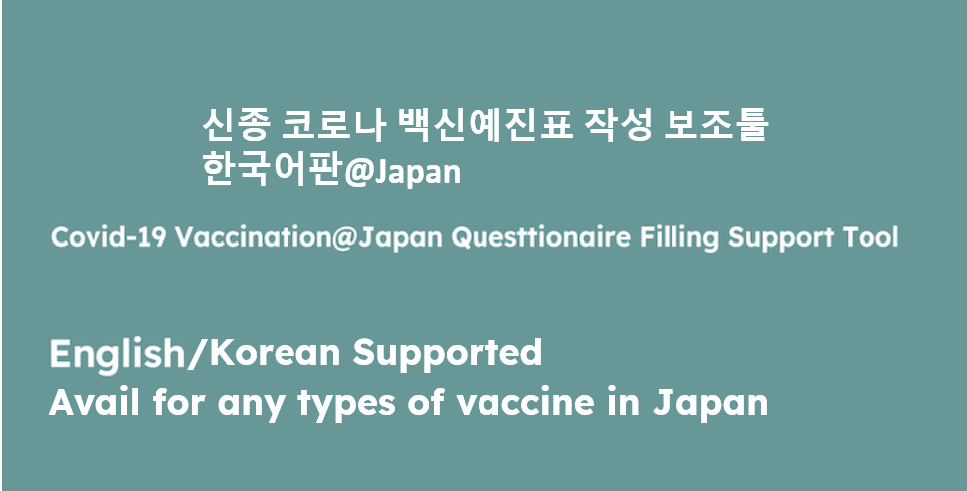 신종 코로나 백신예진표 작성 보조툴
한국어판@Japan
Covid-19 Vaccination@Japan Questtionaire Filling Support Tool
English/Korean Supported
Avail for any types of vaccine in Japan